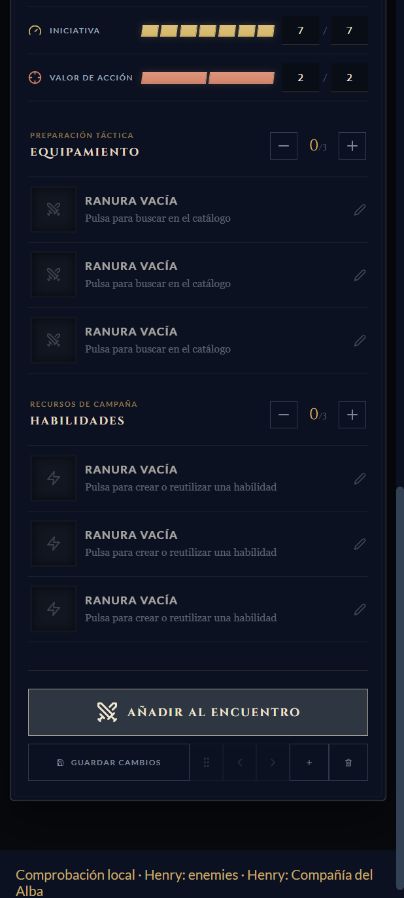 INICIATIVA 7 / 7
VALOR DE ACCIÓN 2 / 2
PREPARACIÓN TÁCTICA
EQUIPAMIENTO
− 0/3 +
RANURA VACÍA
Pulsa para buscar en el catálogo
RANURA VACÍA
Pulsa para buscar en el catálogo
RANURA VACÍA
Pulsa para buscar en el catálogo
RECURSOS DE CAMPAÑA
HABILIDADES
− 0/3 +
RANURA VACÍA
Pulsa para crear o reutilizar una habilidad
RANURA VACÍA
Pulsa para crear o reutilizar una habilidad
RANURA VACÍA
Pulsa para crear o reutilizar una habilidad
AÑADIR AL ENCUENTRO
GUARDAR CAMBIOS +
Comprobación local · Henry: enemies · Henry: Compañía del
Alba